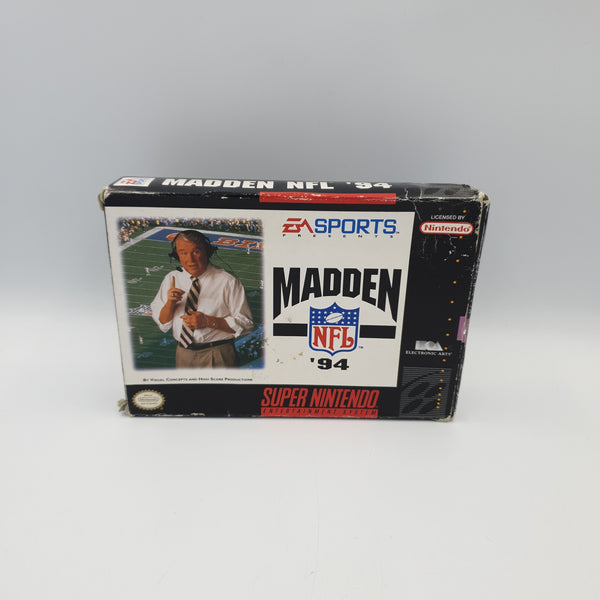 MADDEN NFL '94
EA SPORTS
PRESENTS
MADDEN
NFL
'94
LICENSED BY
Nintendo
ELECTRONIC ARTS
BY VISUAL CONCEPTS AND HIGH SCORE PRODUCTIONS
SUPER NINTENDO
ENTERTAINMENT SYSTEM